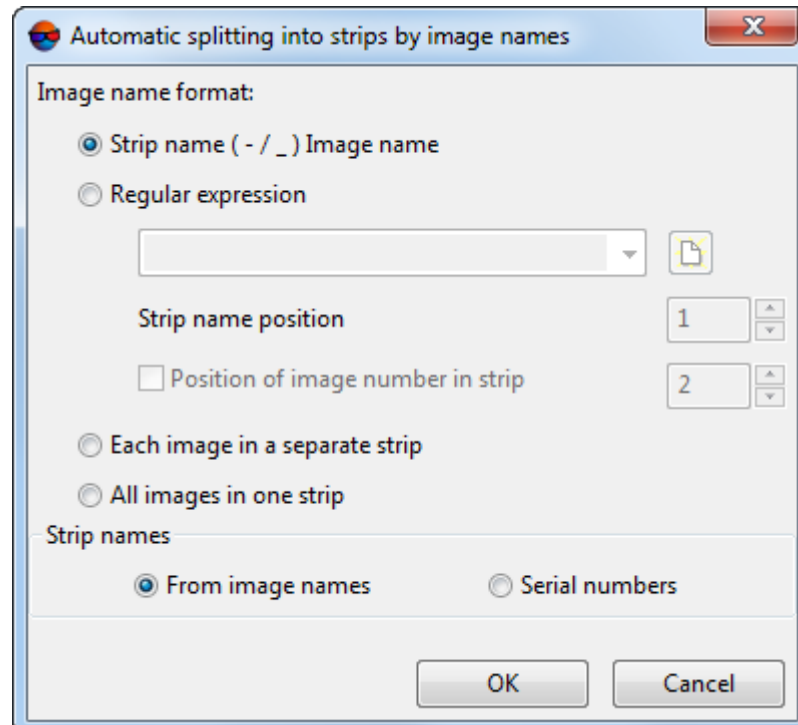 Automatic splitting into strips by image names
Image name format:
Strip name ( - / _ ) Image name
Regular expression
Strip name position 1
Position of image number in strip 2
Each image in a separate strip
All images in one strip
Strip names
From image names Serial numbers
OK Cancel